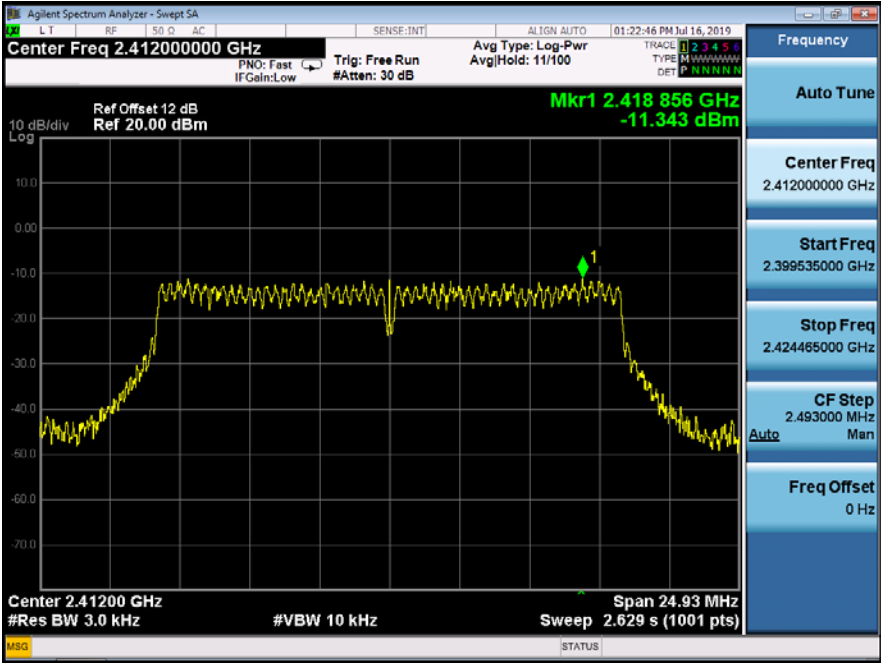 Agilent Spectrum Analyzer - Swept SA
LXI L T RF 50 Ω AC SENSE:INT ALIGN AUTO 01:22:46 PM Jul 16, 2019
Center Freq 2.412000000 GHz
PNO: Fast
IFGain:Low
Trig: Free Run
#Atten: 30 dB
Avg Type: Log-Pwr
Avg|Hold: 11/100
TRACE 1 2 3 4 5 6
TYPE M WWWWW
DET P N N N N N
Mkr1 2.418 856 GHz
-11.343 dBm
Ref Offset 12 dB
10 dB/div Ref 20.00 dBm
Log
10.0
0.00
-10.0
-20.0
-30.0
-40.0
-50.0
-60.0
-70.0
1
Center 2.41200 GHz Span 24.93 MHz
#Res BW 3.0 kHz #VBW 10 kHz Sweep 2.629 s (1001 pts)
MSG STATUS
Frequency
Auto Tune
Center Freq
2.412000000 GHz
Start Freq
2.399535000 GHz
Stop Freq
2.424465000 GHz
CF Step
2.493000 MHz
Auto Man
Freq Offset
0 Hz